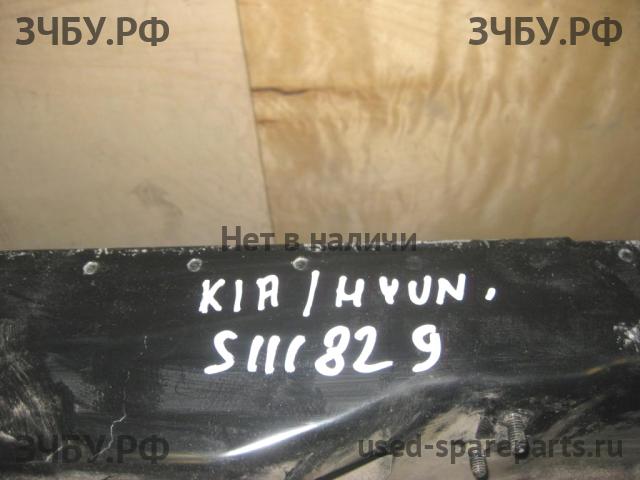 ЗЧБУ.РФ ЗЧБУ.РФ
Нет в наличи
KIA/HYUN.
S111829
ЗЧБУ.РФ used-spareparts.ru